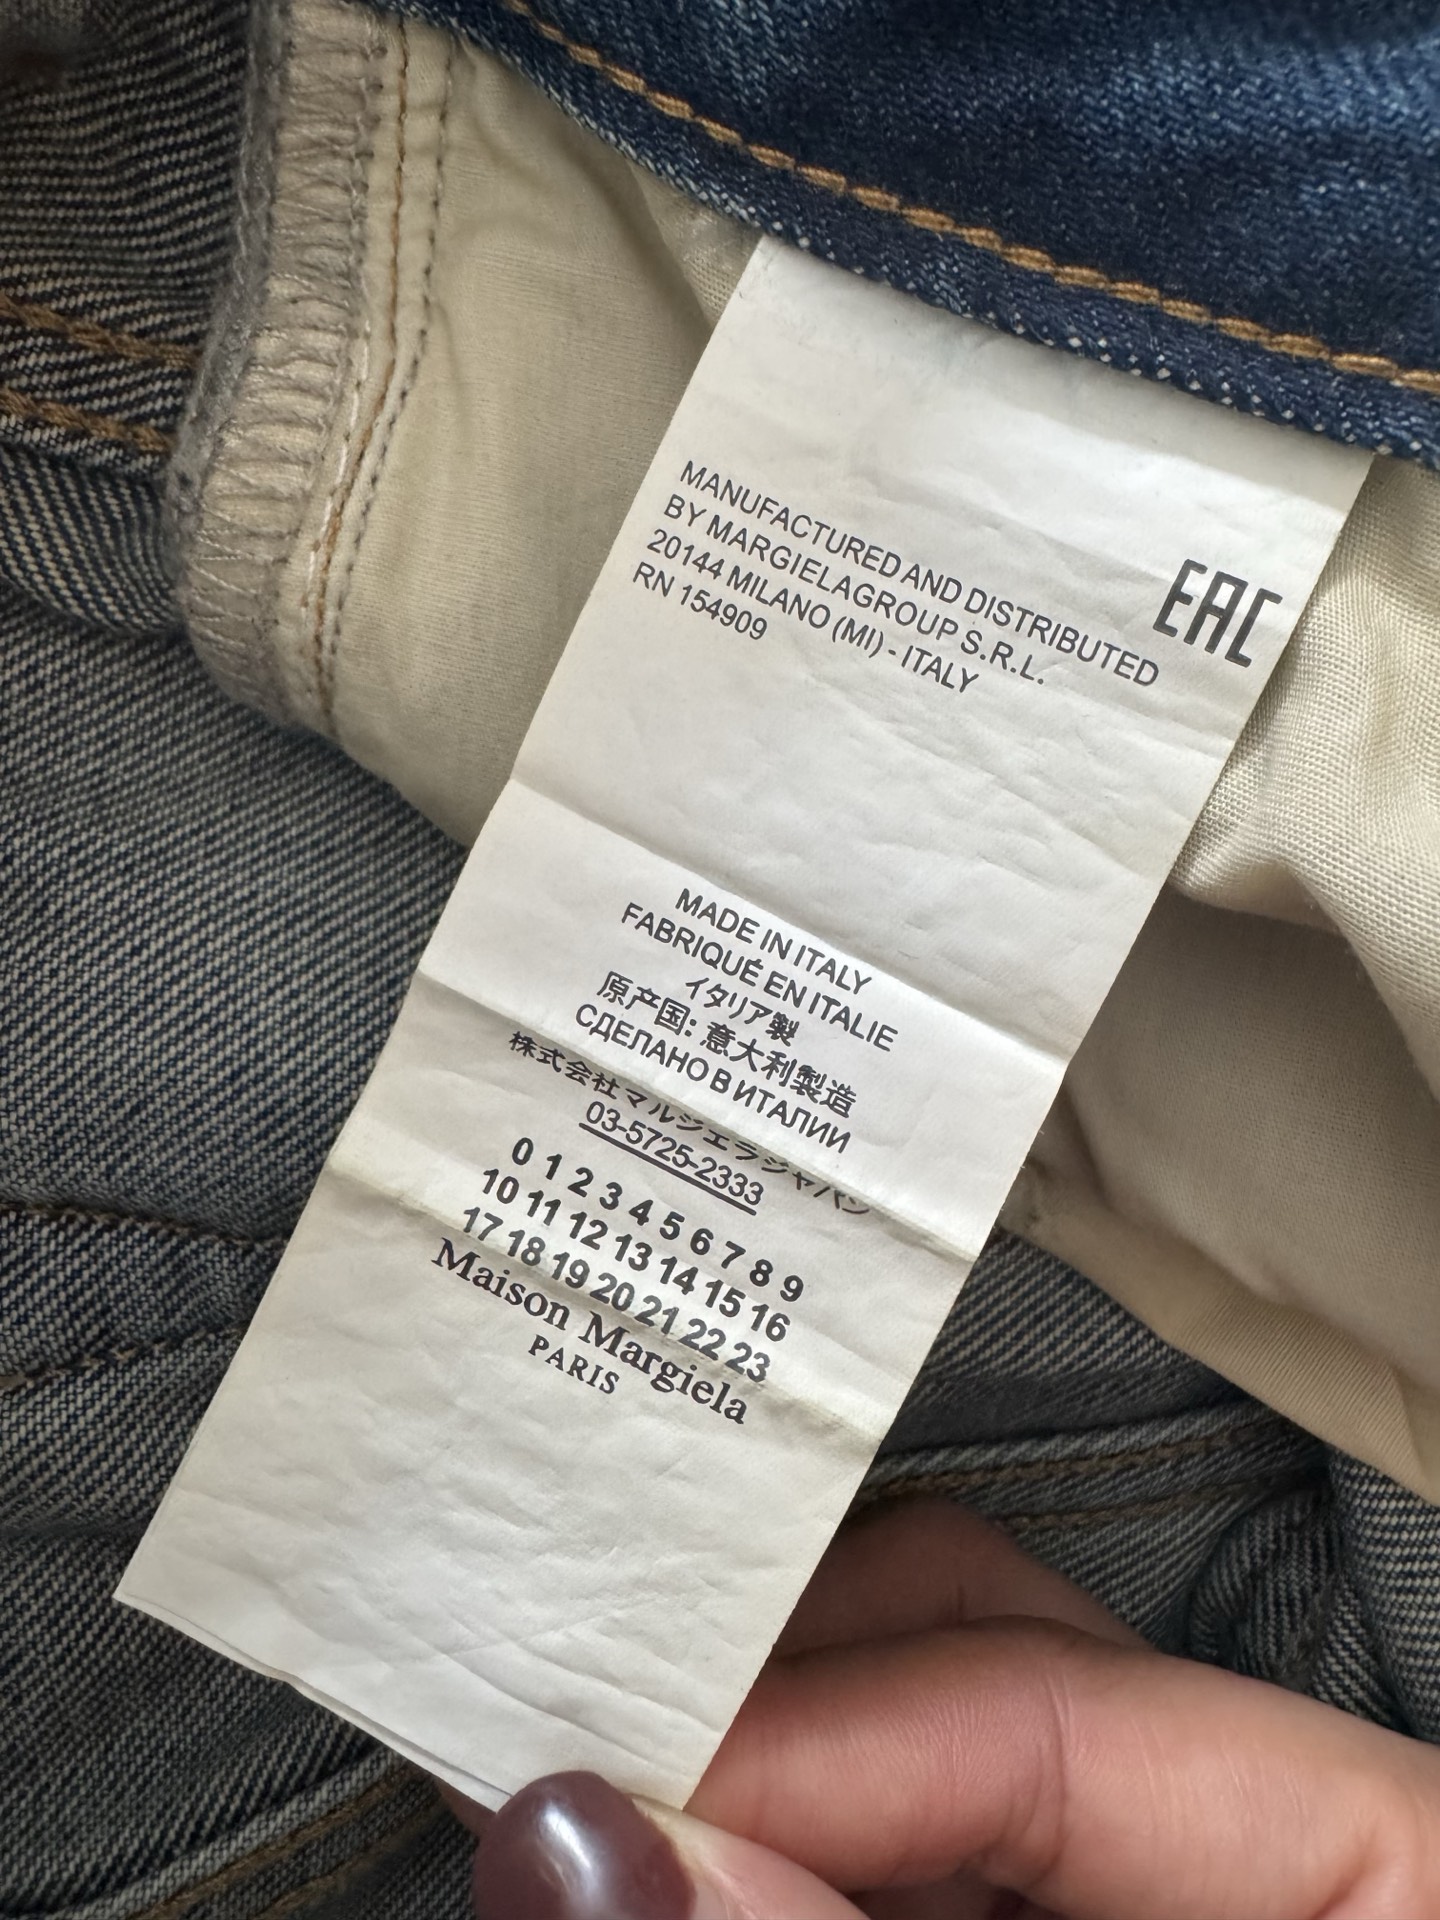 MANUFACTURED AND DISTRIBUTED
BY MARGIELAGROUP S.R.L.
20144 MILANO (MI) - ITALY
RN 154909
EAC
MADE IN ITALY
FABRIQUÉ EN ITALIE
イタリア製
原产国: 意大利製造
СДЕЛАНО В ИТАЛИИ
株式会社マルジェラジャパン
03-5725-2333
0 1 2 3 4 5 6 7 8 9
10 11 12 13 14 15 16
17 18 19 20 21 22 23
Maison Margiela
PARIS